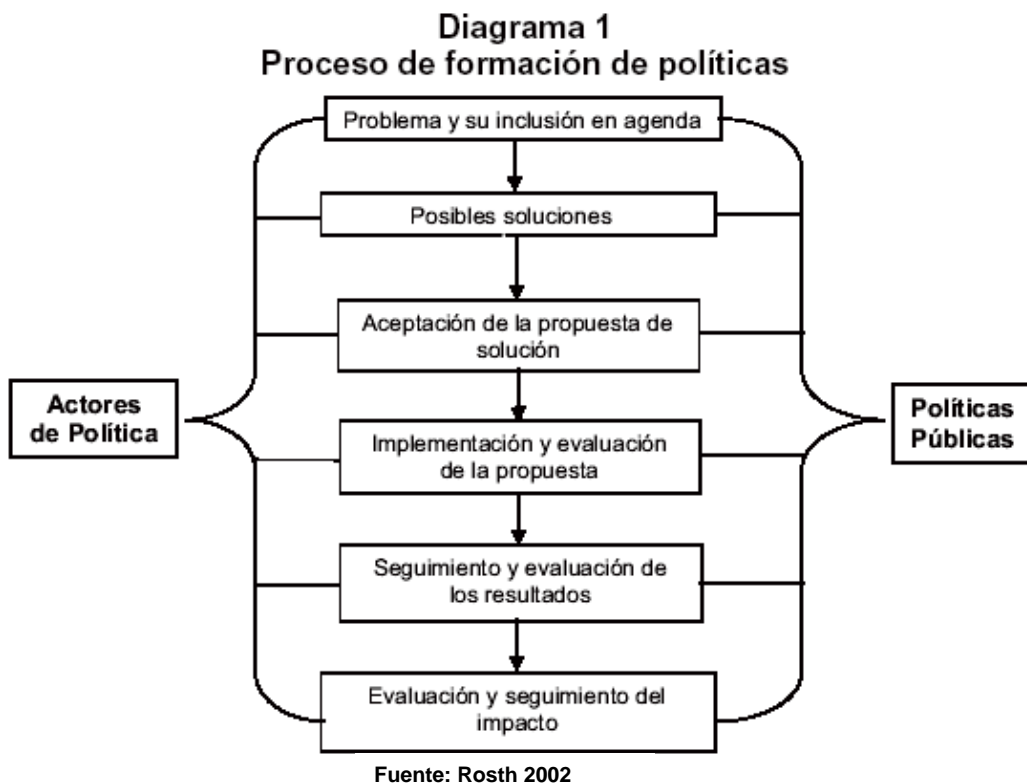 Diagrama 1
Proceso de formación de políticas
Problema y su inclusión en agenda
Posibles soluciones
Aceptación de la propuesta de
solución
Actores
de Política
Políticas
Públicas
Implementación y evaluación
de la propuesta
Seguimiento y evaluación de
los resultados
Evaluación y seguimiento del
impacto
Fuente: Rosth 2002